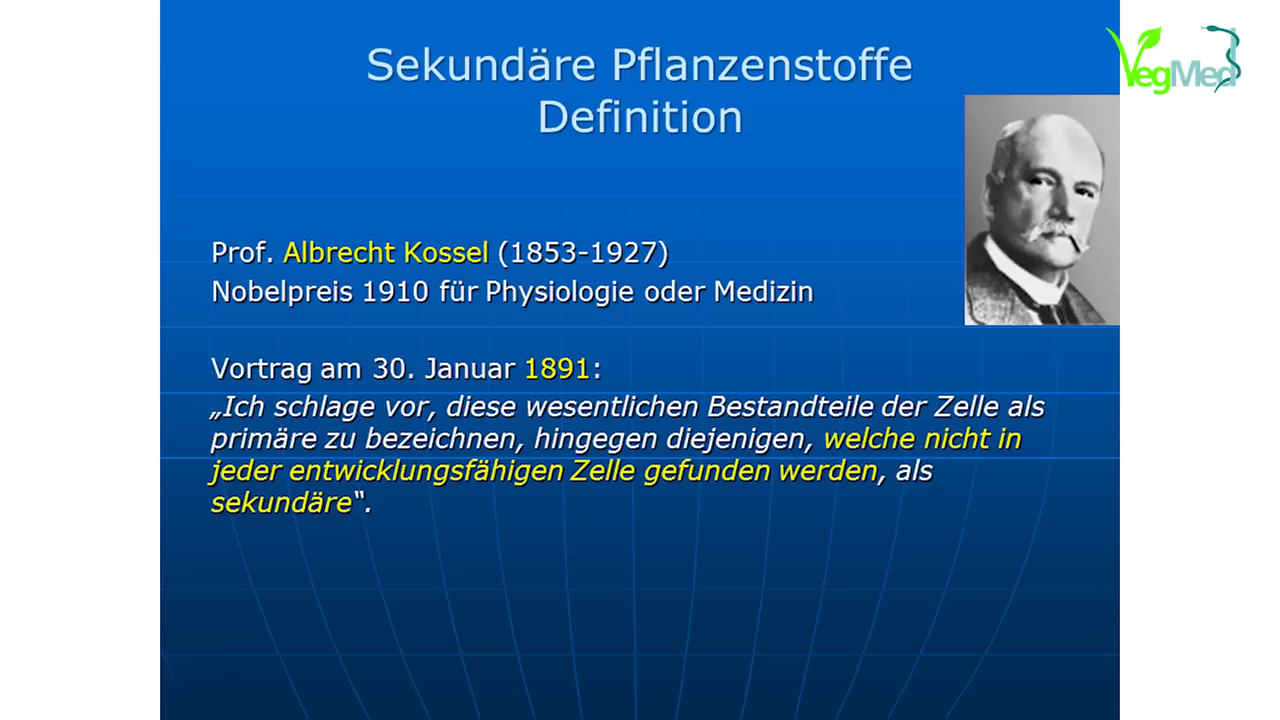 Sekundäre Pflanzenstoffe
Definition
VegMed
Prof. Albrecht Kossel (1853-1927)
Nobelpreis 1910 für Physiologie oder Medizin
Vortrag am 30. Januar 1891:
„Ich schlage vor, diese wesentlichen Bestandteile der Zelle als
primäre zu bezeichnen, hingegen diejenigen, welche nicht in
jeder entwicklungsfähigen Zelle gefunden werden, als
sekundäre“.